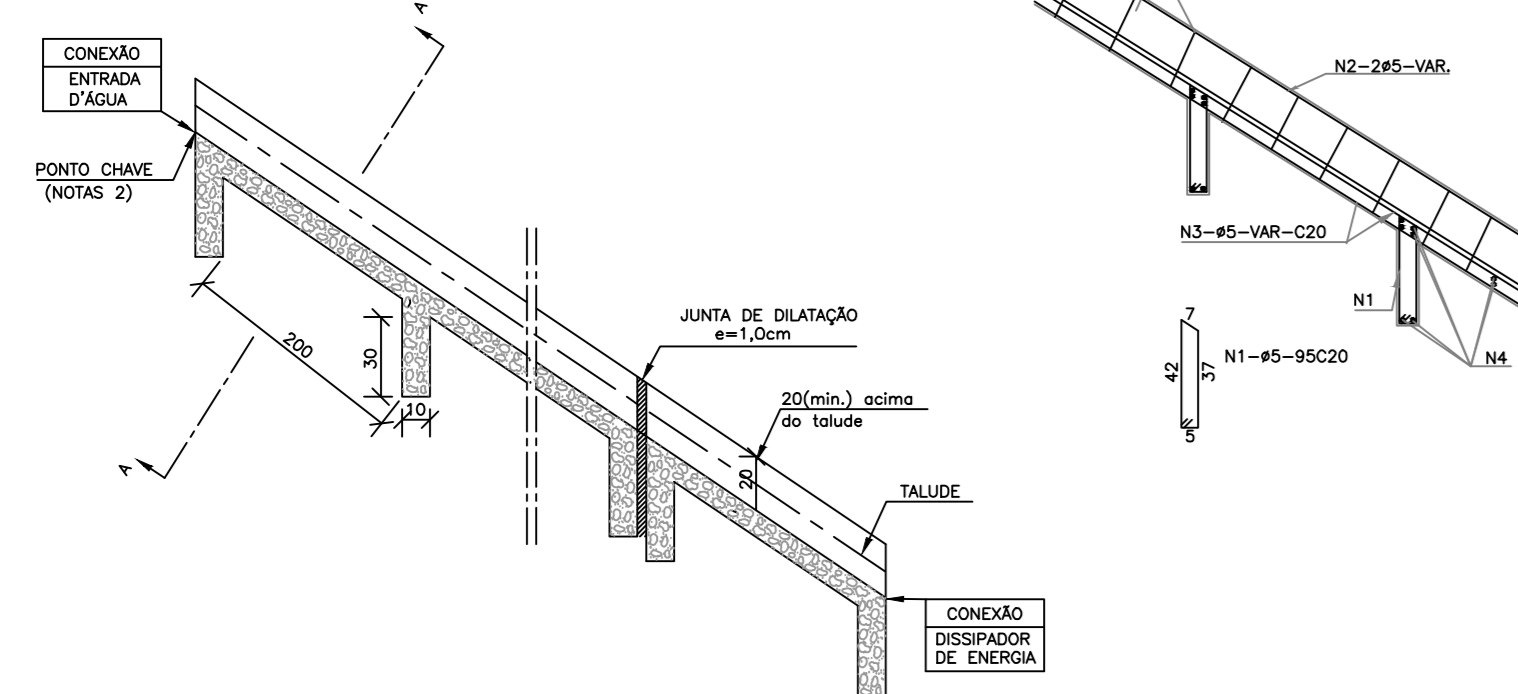 A
CONEXÃO
ENTRADA
D'ÁGUA
PONTO CHAVE
(NOTAS 2)
200
30
10
A
JUNTA DE DILATAÇÃO
e=1,0cm
20(min.) acima
do talude
20
TALUDE
CONEXÃO
DISSIPADOR
DE ENERGIA
N2-2ø5-VAR.
N3-ø5-VAR-C20
N1
N4
7
42
37
5
N1-ø5-95C20